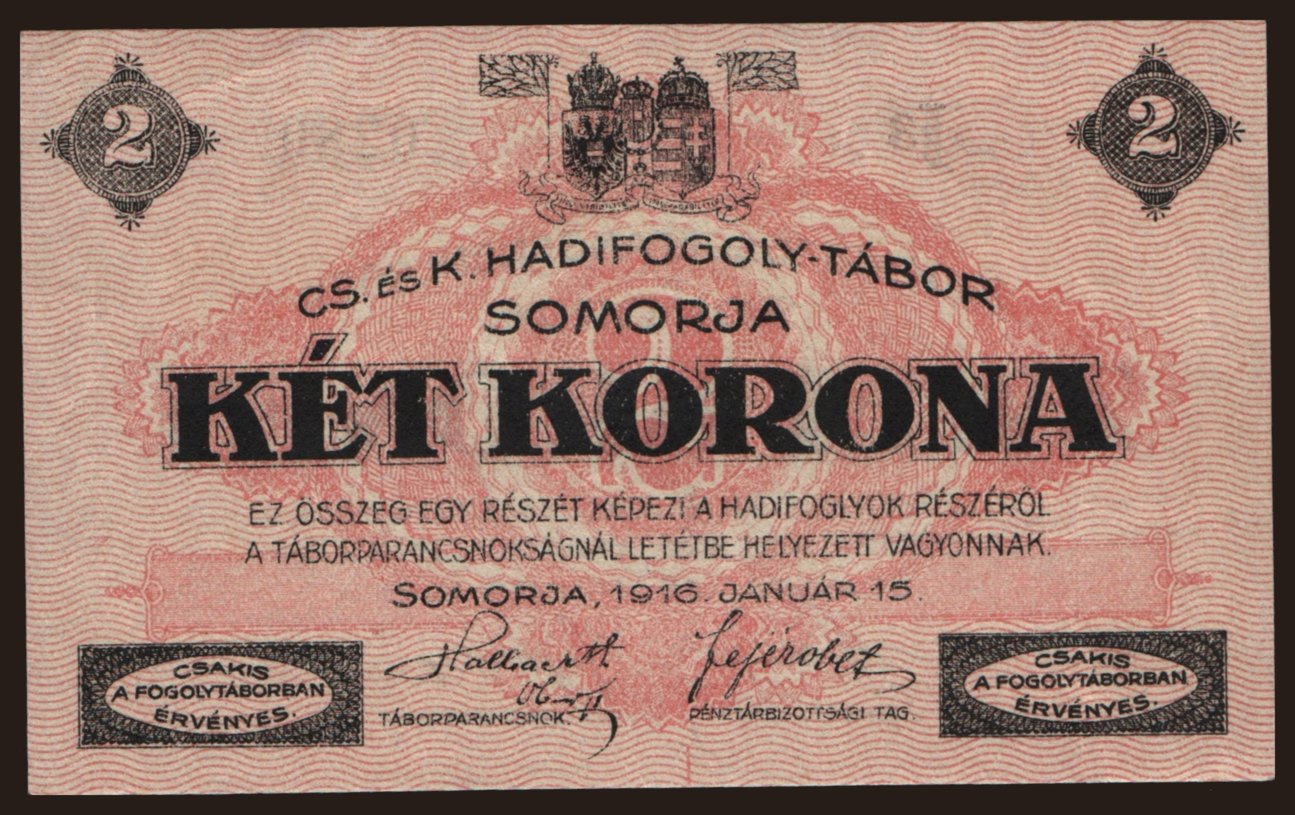 2
2
CS. ÉS K. HADIFOGOLY-TÁBOR
SOMORJA
KÉT KORONA
EZ ÖSSZEG EGY RÉSZÉT KÉPEZI A HADIFOGLYOK RÉSZÉRŐL
A TÁBORPARANCSNOKSÁGNÁL LETÉTBE HELYEZETT VAGYONNAK.
SOMORJA, 1916. JANUÁR 15.
TÁBORPARANCSNOK.
PÉNZTÁRBIZOTTSÁGI TAG.
CSAKIS
A FOGOLYTÁBORBAN
ÉRVÉNYES.
CSAKIS
A FOGOLYTÁBORBAN
ÉRVÉNYES.